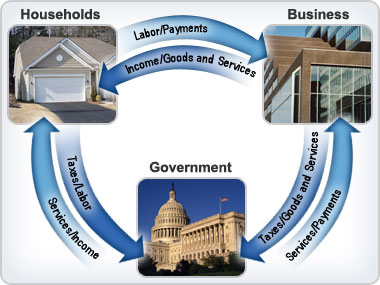 Households
Business
Labor/Payments
Income/Goods and Services
Government
Taxes/Labor
Services/Income
Taxes/Goods and Services
Services/Payments